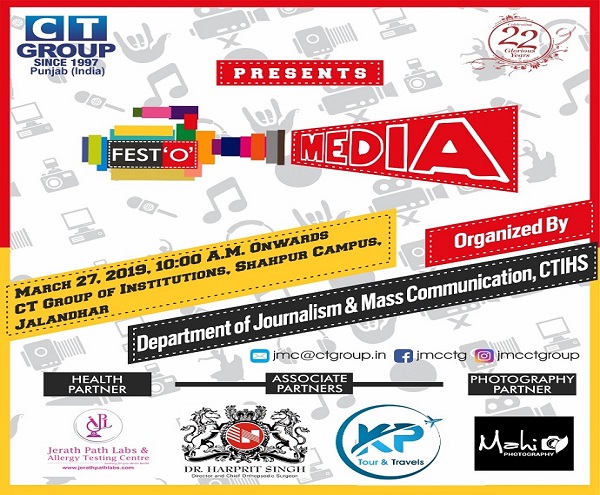 CT
GROUP
SINCE 1997
Punjab (India)
22
Glorious
Years
PRESENTS
FEST 'O' MEDIA
March 27, 2019, 10:00 A.M. Onwards
CT Group of Institutions, Shahpur Campus,
Jalandhar
Organized By
Department of Journalism & Mass Communication, CTIHS
jmc@ctgroup.in jmcctg jmcctgroup
HEALTH
PARTNER
ASSOCIATE
PARTNERS
PHOTOGRAPHY
PARTNER
Jerath Path Labs &
Allergy Testing Centre
www.jerathpathlabs.com
DR. HARPRIT SINGH
Director and Chief Orthopaedic Surgeon
KP
Tour & Travels
Mahi
PHOTOGRAPHY